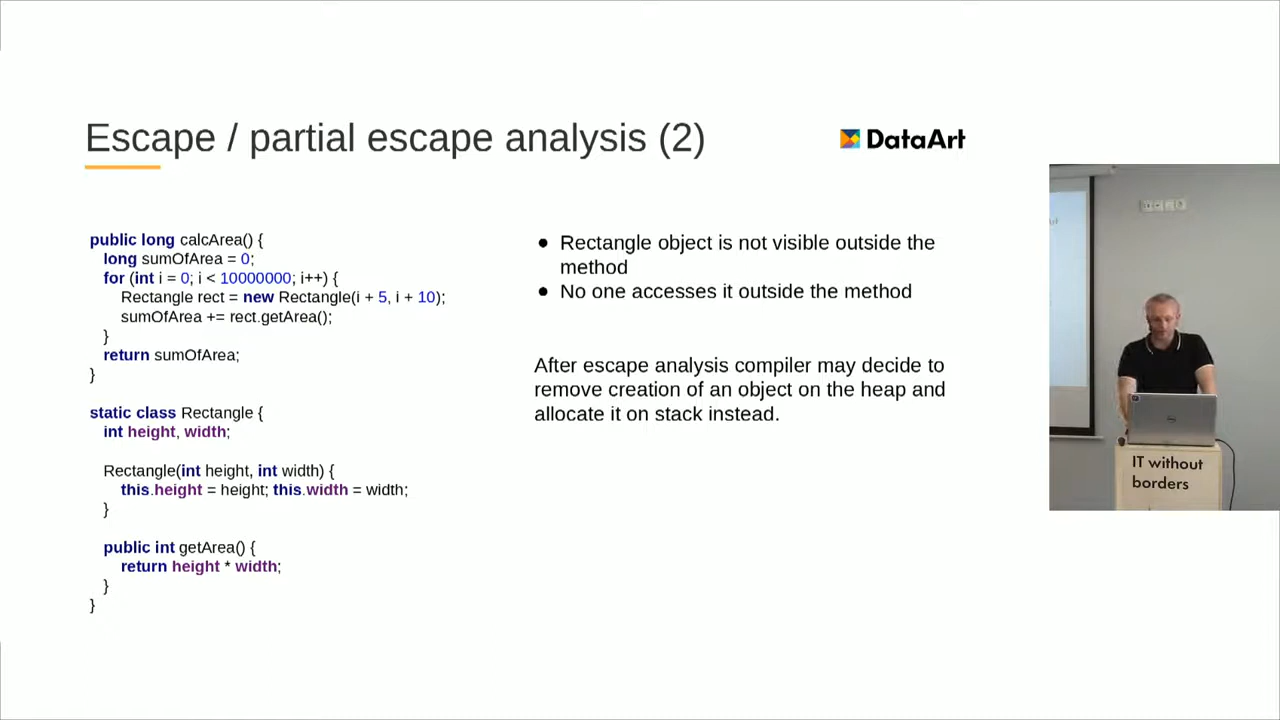 Escape / partial escape analysis (2)
DataArt
public long calcArea() {
long sumOfArea = 0;
for (int i = 0; i < 10000000; i++) {
Rectangle rect = new Rectangle(i + 5, i + 10);
sumOfArea += rect.getArea();
}
return sumOfArea;
}
static class Rectangle {
int height, width;
Rectangle(int height, int width) {
this.height = height; this.width = width;
}
public int getArea() {
return height * width;
}
}
● Rectangle object is not visible outside the
method
● No one accesses it outside the method
After escape analysis compiler may decide to
remove creation of an object on the heap and
allocate it on stack instead.
IT without
borders